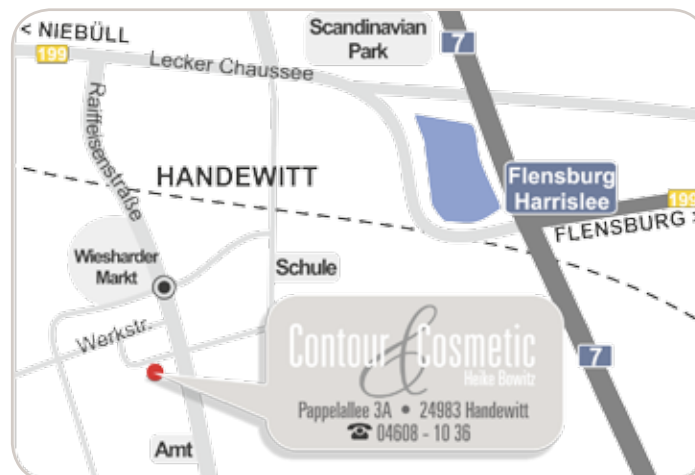 < NIEBÜLL
199
Lecker Chaussee
Scandinavian
Park
7
Raiffeisenstraße
HANDEWITT
Flensburg
Harrislee
199
FLENSBURG >
Wiesharder
Markt
Schule
Werkstr.
Contour & Cosmetic
Heike Bowitz
Pappelallee 3A • 24983 Handewitt
☎ 04608 - 10 36
7
Amt